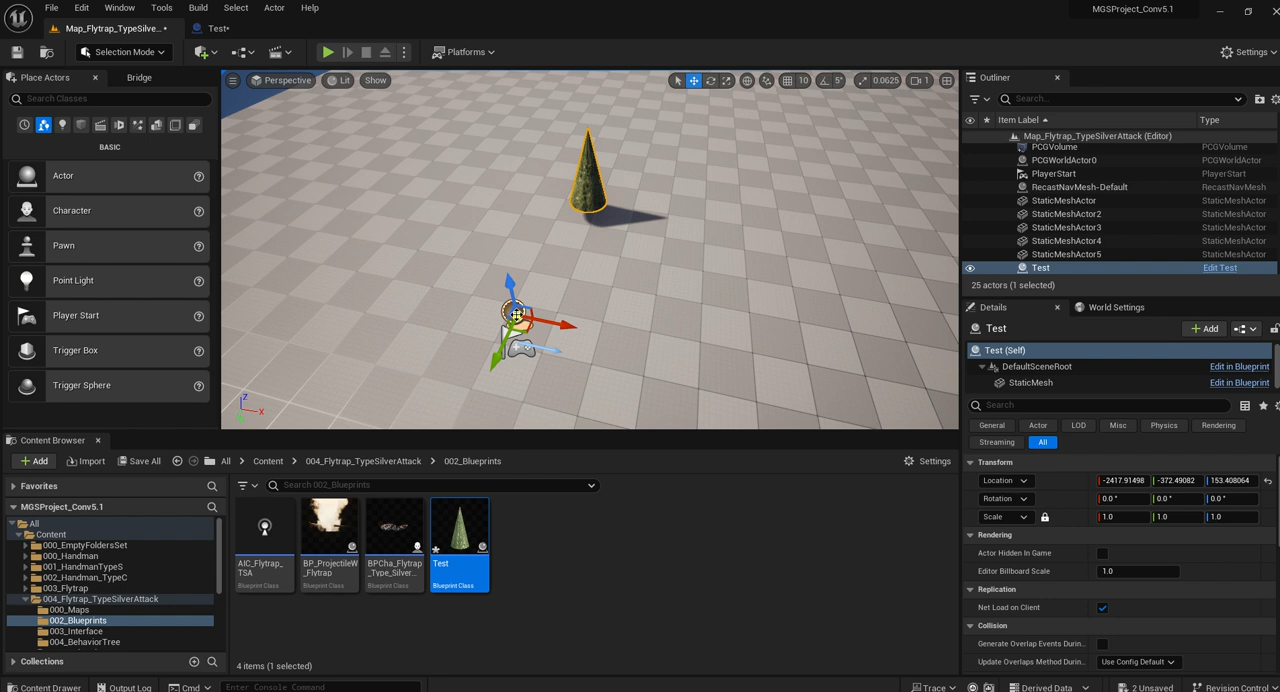 File Edit Window Tools Build Select Actor Help
MGSProject_Conv5.1
Map_Flytrap_TypeSilve...•
Test•
Selection Mode
Platforms
Settings
Place Actors
Bridge
Search Classes
BASIC
Actor
Character
Pawn
Point Light
Player Start
Trigger Box
Trigger Sphere
Perspective Lit Show
10 5° 0.0625 1
Z
X
Outliner
Search...
Item Label Type
Map_Flytrap_TypeSilverAttack (Editor)
PCGVolume PCGVolume
PCGWorldActor0 PCGWorldActor
PlayerStart PlayerStart
RecastNavMesh-Default RecastNavMesh
StaticMeshActor StaticMeshActor
StaticMeshActor2 StaticMeshActor
StaticMeshActor3 StaticMeshActor
StaticMeshActor4 StaticMeshActor
StaticMeshActor5 StaticMeshActor
Test Edit Test
25 actors (1 selected)
Details
World Settings
Test
Add
Test (Self)
DefaultSceneRoot Edit in Blueprint
StaticMesh Edit in Blueprint
Search
General Actor LOD Misc Physics Rendering
Streaming All
Transform
Location -2417.91498 -372.49082 153.408064
Rotation 0.0° 0.0° 0.0°
Scale 1.0 1.0 1.0
Rendering
Actor Hidden In Game
Editor Billboard Scale 1.0
Replication
Net Load on Client
Collision
Generate Overlap Events Durin...
Update Overlaps Method Durin... Use Config Default
Content Browser
Add Import Save All All Content 004_Flytrap_TypeSilverAttack 002_Blueprints Settings
Favorites
MGSProject_Conv5.1
All
Content
000_EmptyFoldersSet
000_Handman
001_HandmanTypeS
002_Handman_TypeC
003_Flytrap
004_Flytrap_TypeSilverAttack
000_Maps
002_Blueprints
003_Interface
004_BehaviorTree
Collections
Search 002_Blueprints
AIC_Flytrap_
TSA
Blueprint Class
BP_ProjectileW
_Flytrap
Blueprint Class
BPCha_Flytrap
_Type_Silver...
Blueprint Class
Test
Blueprint Class
4 items (1 selected)
Content Drawer Output Log Cmd Enter Console Command Trace Derived Data 2 Unsaved Revision Control